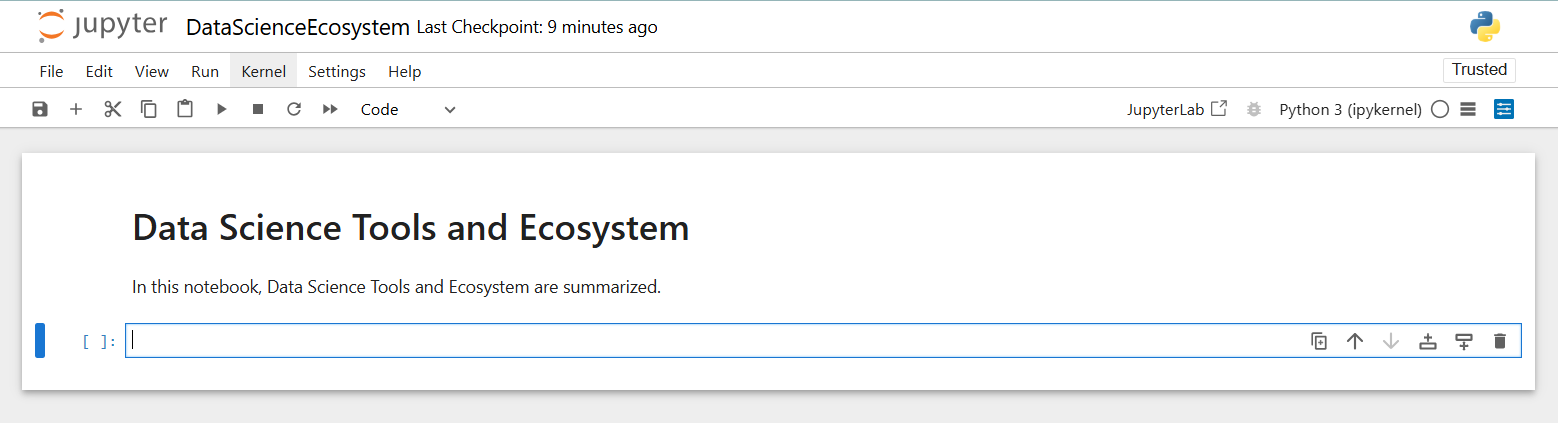 jupyter DataScienceEcosystem Last Checkpoint: 9 minutes ago
File Edit View Run Kernel Settings Help Trusted
Code JupyterLab Python 3 (ipykernel)
Data Science Tools and Ecosystem
In this notebook, Data Science Tools and Ecosystem are summarized.
[ ]: